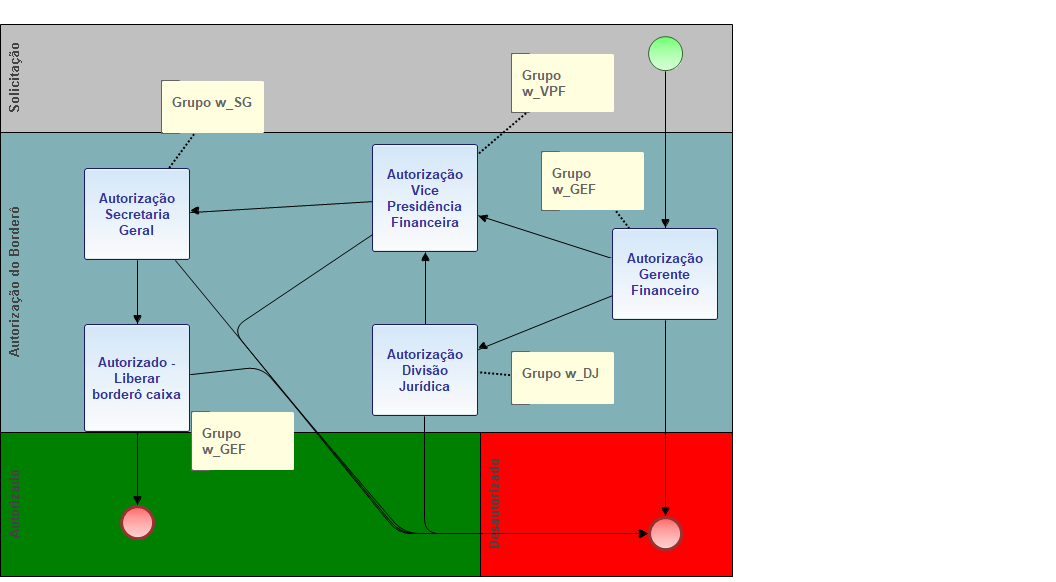 Solicitação
Grupo w_SG
Grupo
w_VPF
Autorização do Borderô
Autorização
Secretaria
Geral
Autorização
Vice
Presidência
Financeira
Grupo
w_GEF
Autorização
Gerente
Financeiro
Autorizado -
Liberar
borderô caixa
Autorização
Divisão
Jurídica
Grupo w_DJ
Grupo
w_GEF
Autorizado
Desautorizado